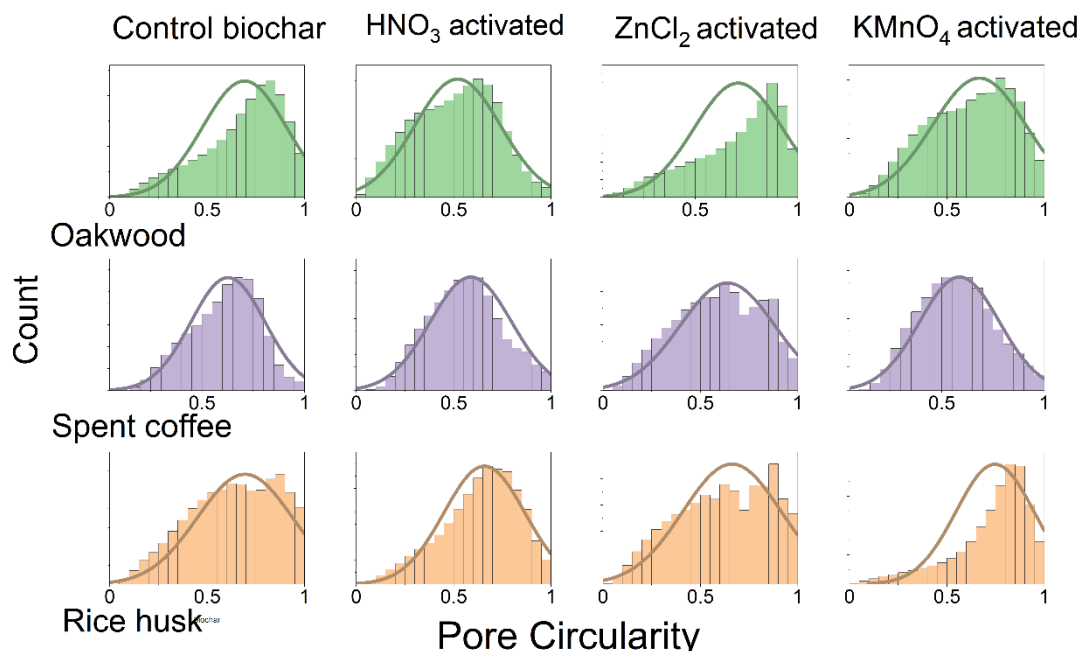 Control biochar HNO₃ activated ZnCl₂ activated KMnO₄ activated
0 0.5 1 0 0.5 1 0 0.5 1 0 0.5 1
Oakwood
Count
0.5 1 0 0.5 1 0 0.5 1 0 0.5 1
Spent coffee
0 0.5 1 0 0.5 1 0 0.5 1 0 0.5 1
Rice husk
Pore Circularity